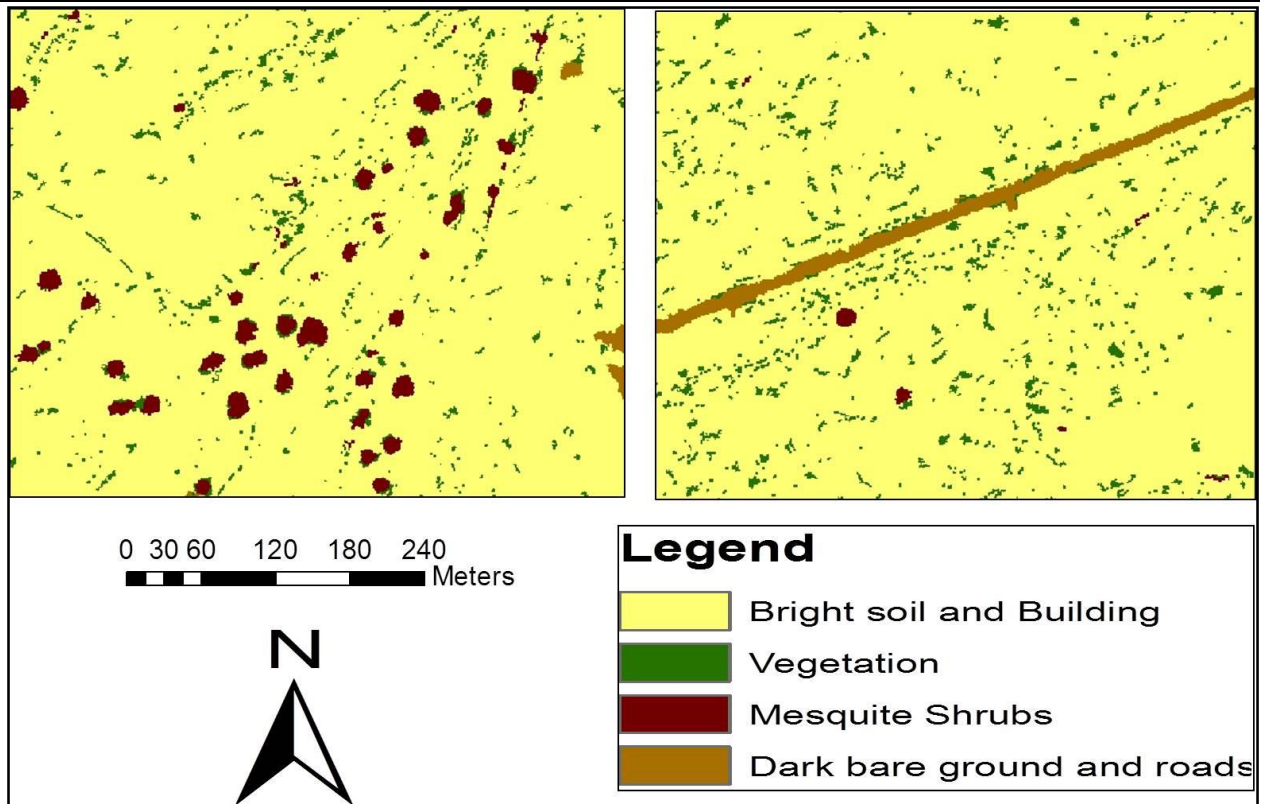 0 30 60 120 180 240
Meters
N
Legend
Bright soil and Building
Vegetation
Mesquite Shrubs
Dark bare ground and roads